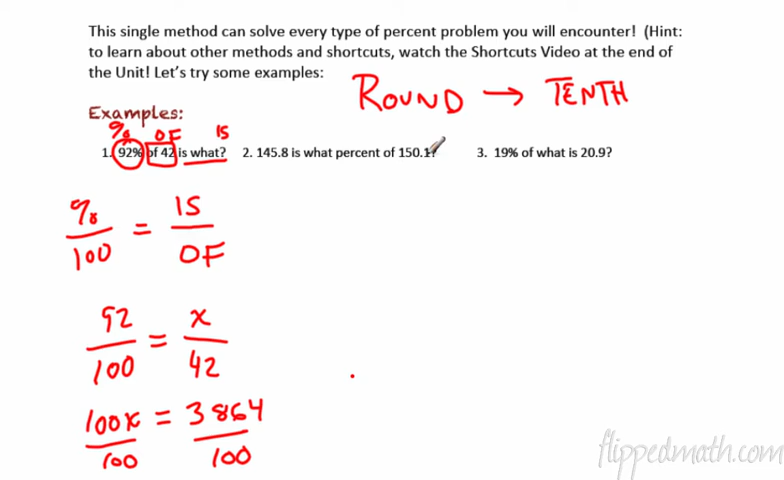 This single method can solve every type of percent problem you will encounter! (Hint:
to learn about other methods and shortcuts, watch the Shortcuts Video at the end of
the Unit! Let's try some examples:
ROUND → TENTH
Examples:
% OF IS
1. 92% of 42 is what? 2. 145.8 is what percent of 150.1? 3. 19% of what is 20.9?
%/100 = IS/OF
92/100 = x/42
100x/100 = 3864/100
flippedmath.com